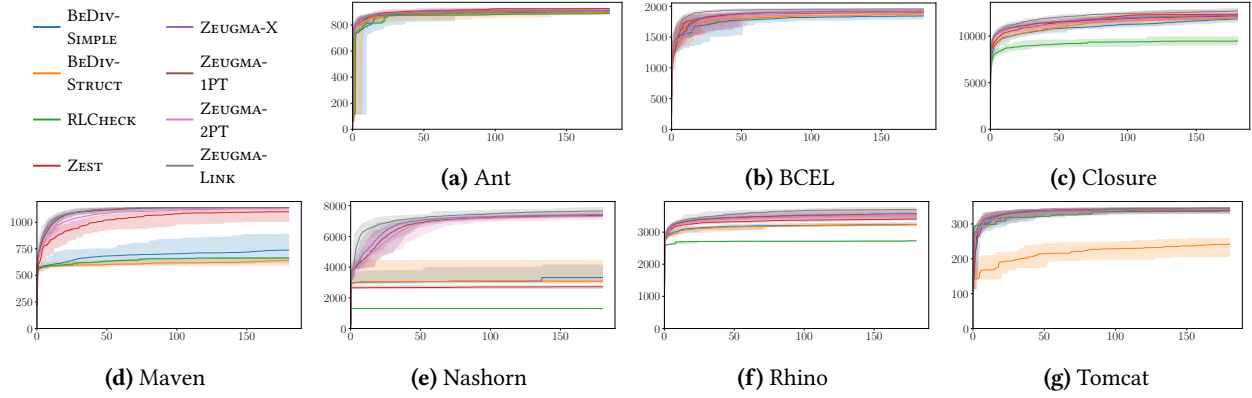 BeDiv-
Simple
BeDiv-
Struct
RLCheck
Zest
Zeugma-X
Zeugma-
1PT
Zeugma-
2PT
Zeugma-
Link
800
600
400
200
0
0
50
100
150
(a) Ant
2000
1500
1000
500
0
0
50
100
150
(b) BCEL
10000
5000
0
0
50
100
150
(c) Closure
1000
750
500
250
0
0
50
100
150
(d) Maven
8000
6000
4000
2000
0
0
50
100
150
(e) Nashorn
3000
2000
1000
0
0
50
100
150
(f) Rhino
300
200
100
0
0
50
100
150
(g) Tomcat